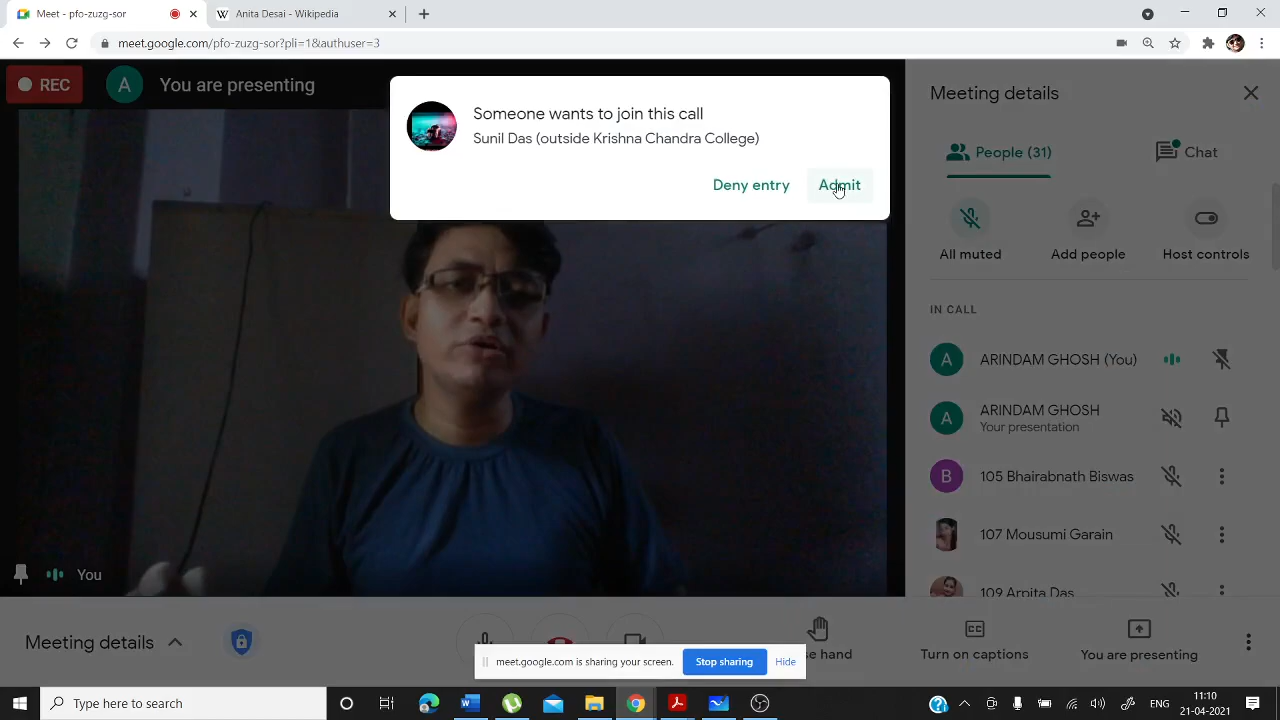 Meet - pfo-zuzg-sor
W Anita Desai - Wikipedia
meet.google.com/pfo-zuzg-sor?pli=1&authuser=3
REC
A
You are presenting
Someone wants to join this call
Sunil Das (outside Krishna Chandra College)
Deny entry
Admit
Meeting details
People (31)
Chat
All muted
Add people
Host controls
IN CALL
A ARINDAM GHOSH (You)
A ARINDAM GHOSH
Your presentation
B 105 Bhairabnath Biswas
107 Mousumi Garain
109 Arpita Das
You
Meeting details
se hand
CC
Turn on captions
You are presenting
meet.google.com is sharing your screen.
Stop sharing
Hide
Type here to search
ENG
11:10
21-04-2021